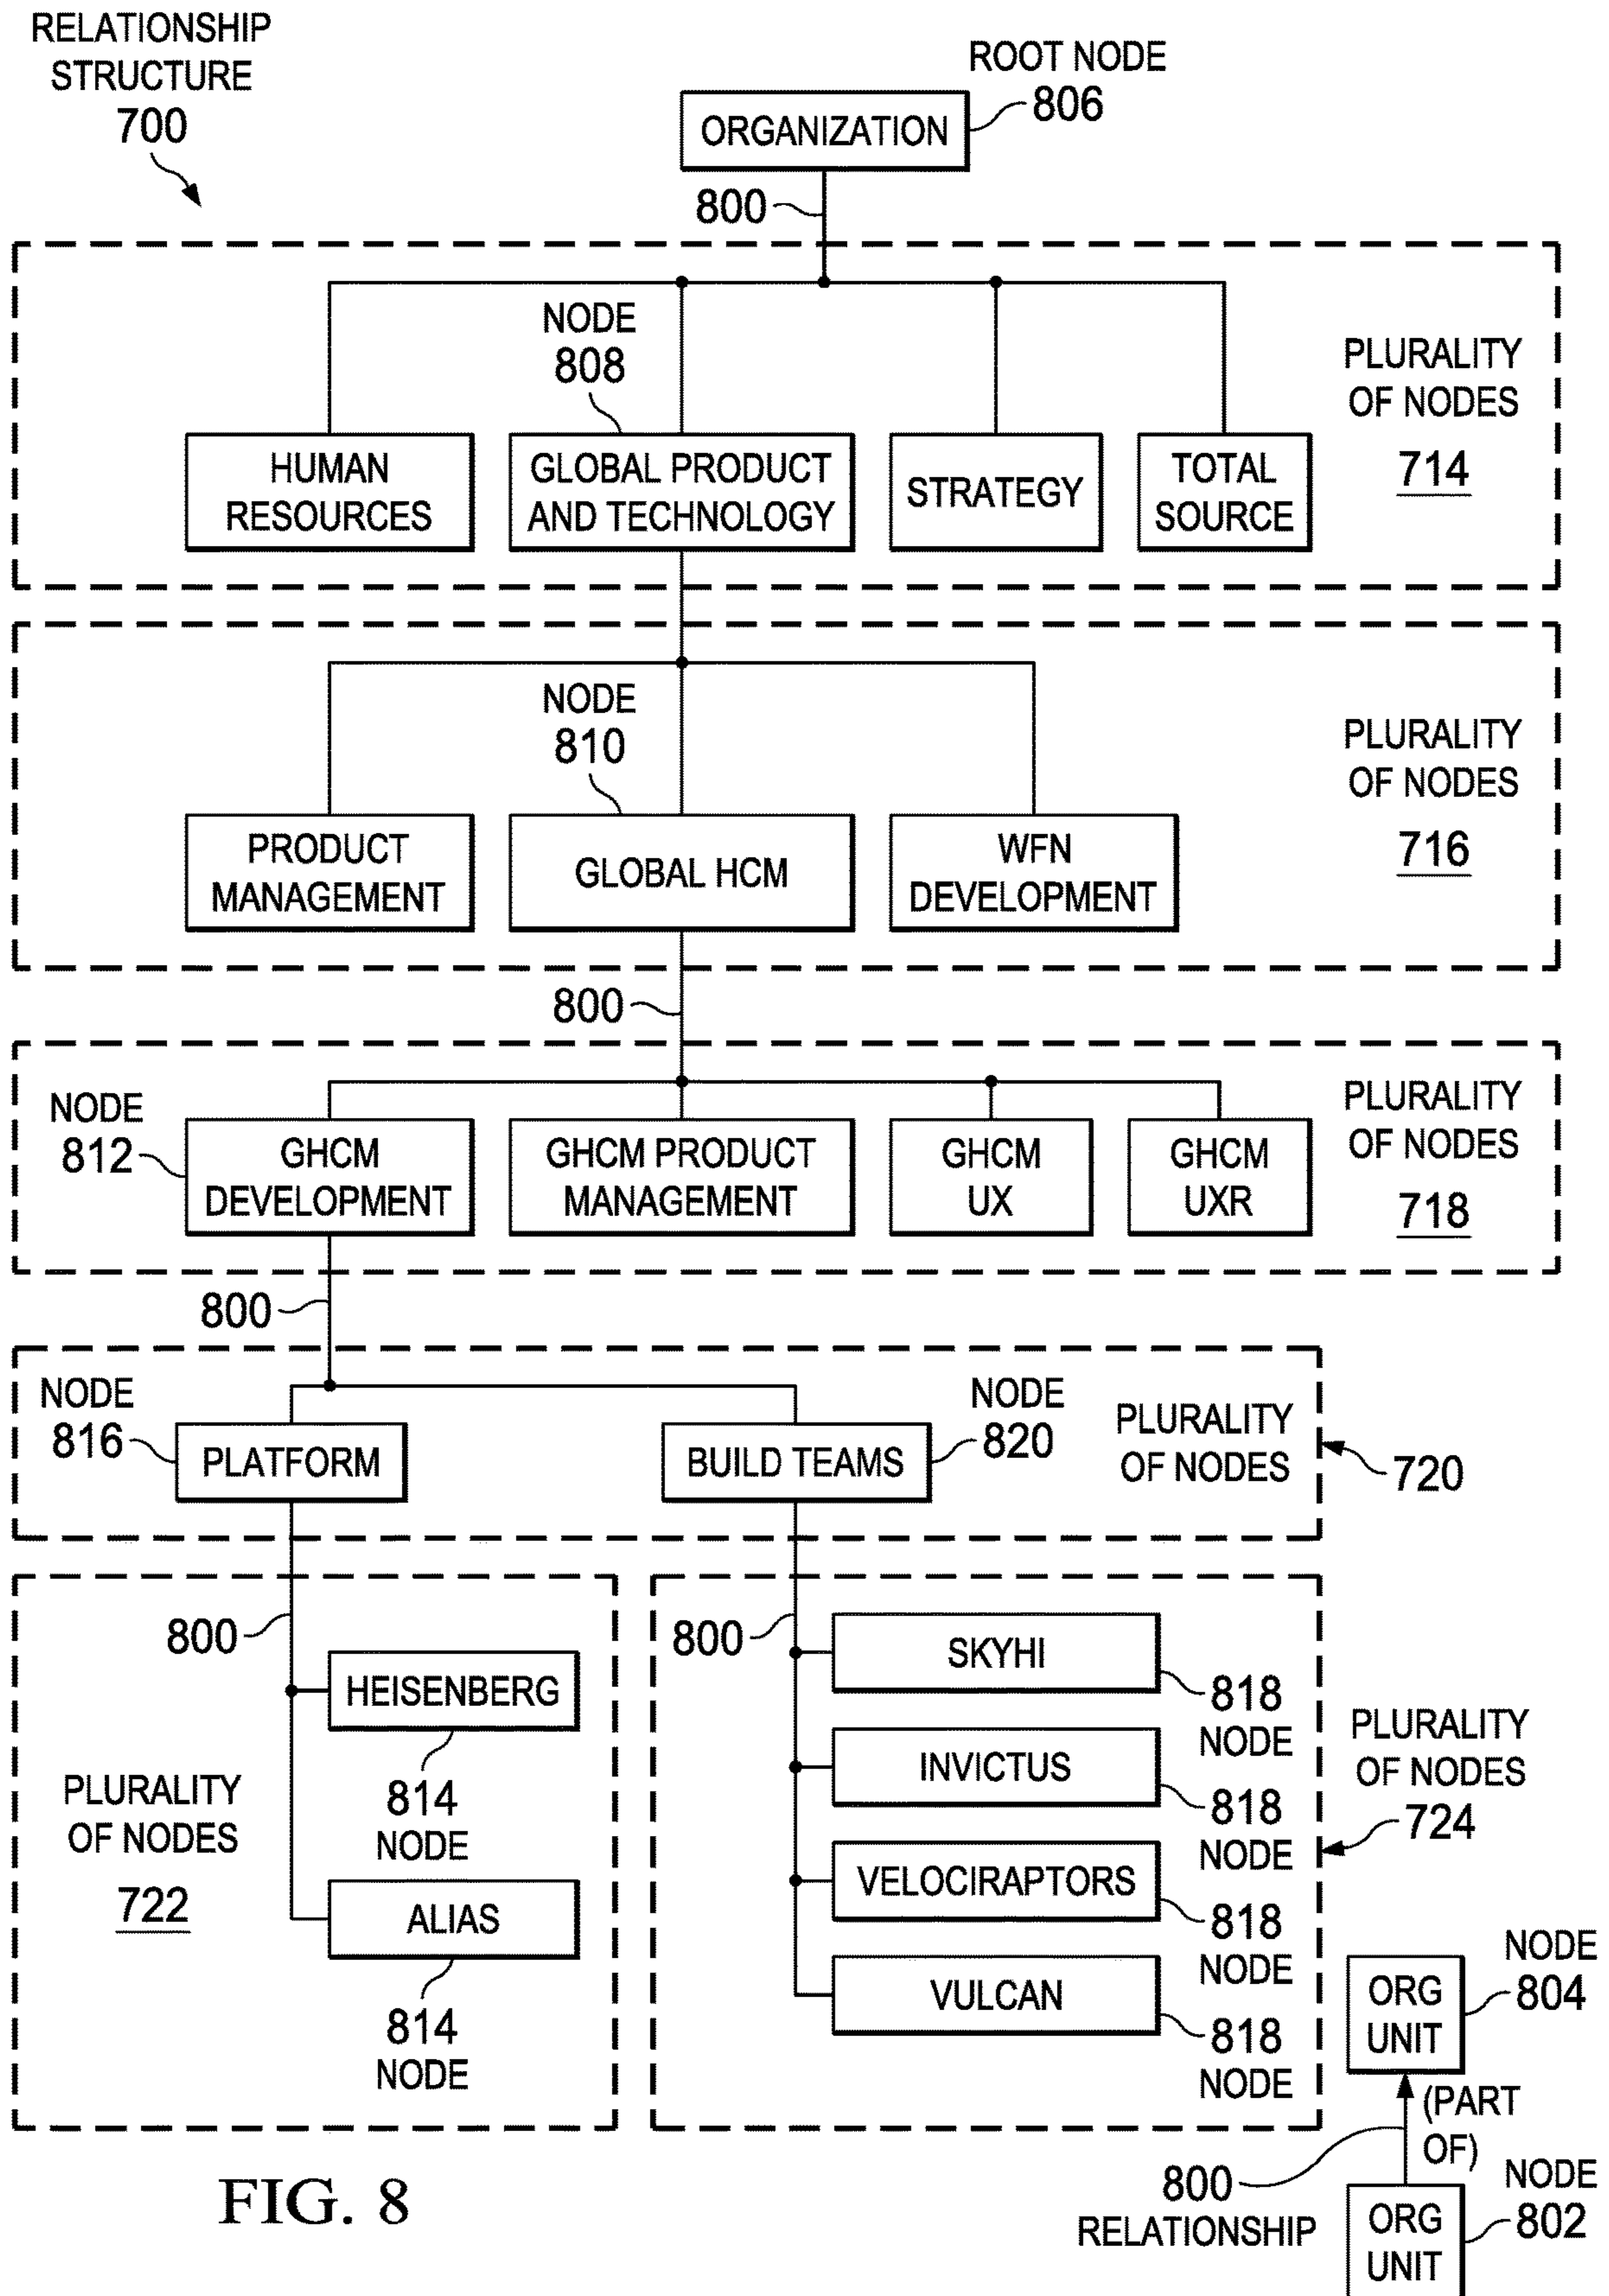 RELATIONSHIP
STRUCTURE
700
ROOT NODE
806
ORGANIZATION
800
NODE
808
PLURALITY
OF NODES
714
HUMAN
RESOURCES
GLOBAL PRODUCT
AND TECHNOLOGY
STRATEGY
TOTAL
SOURCE
NODE
810
PLURALITY
OF NODES
716
PRODUCT
MANAGEMENT
GLOBAL HCM
WFN
DEVELOPMENT
800
NODE
812
GHCM
DEVELOPMENT
GHCM PRODUCT
MANAGEMENT
GHCM
UX
GHCM
UXR
PLURALITY
OF NODES
718
800
NODE
816
PLATFORM
BUILD TEAMS
NODE
820
PLURALITY
OF NODES
720
800
HEISENBERG
814
NODE
PLURALITY
OF NODES
722
ALIAS
814
NODE
800
SKYHI
818
NODE
INVICTUS
818
NODE
VELOCIRAPTORS
818
NODE
VULCAN
818
NODE
PLURALITY
OF NODES
724
NODE
804
ORG
UNIT
(PART
OF)
800
RELATIONSHIP
NODE
802
ORG
UNIT
FIG. 8